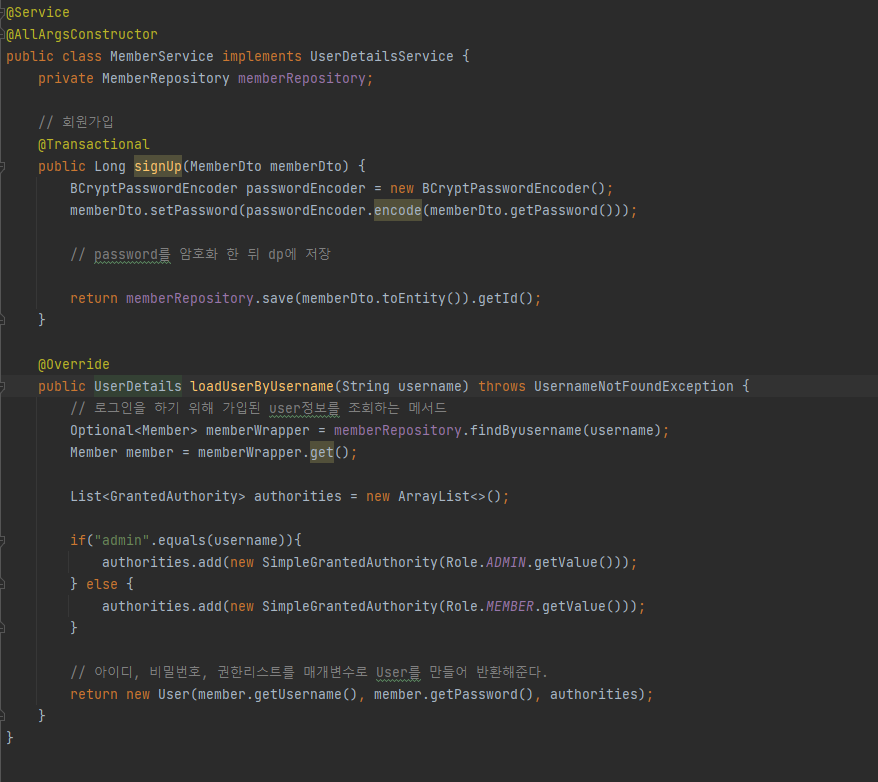 @Service
@AllArgsConstructor
public class MemberService implements UserDetailsService {
    private MemberRepository memberRepository;
    // 회원가입
    @Transactional
    public Long signUp(MemberDto memberDto) {
        BCryptPasswordEncoder passwordEncoder = new BCryptPasswordEncoder();
        memberDto.setPassword(passwordEncoder.encode(memberDto.getPassword()));
        // password를 암호화 한 뒤 dp에 저장
        return memberRepository.save(memberDto.toEntity()).getId();
    }
    @Override
    public UserDetails loadUserByUsername(String username) throws UsernameNotFoundException {
        // 로그인을 하기 위해 가입된 user정보를 조회하는 메서드
        Optional<Member> memberWrapper = memberRepository.findByusername(username);
        Member member = memberWrapper.get();
        List<GrantedAuthority> authorities = new ArrayList<>();
        if("admin".equals(username)){
            authorities.add(new SimpleGrantedAuthority(Role.ADMIN.getValue()));
        } else {
            authorities.add(new SimpleGrantedAuthority(Role.MEMBER.getValue()));
        }
        // 아이디, 비밀번호, 권한리스트를 매개변수로 User를 만들어 반환해준다.
        return new User(member.getUsername(), member.getPassword(), authorities);
    }
}